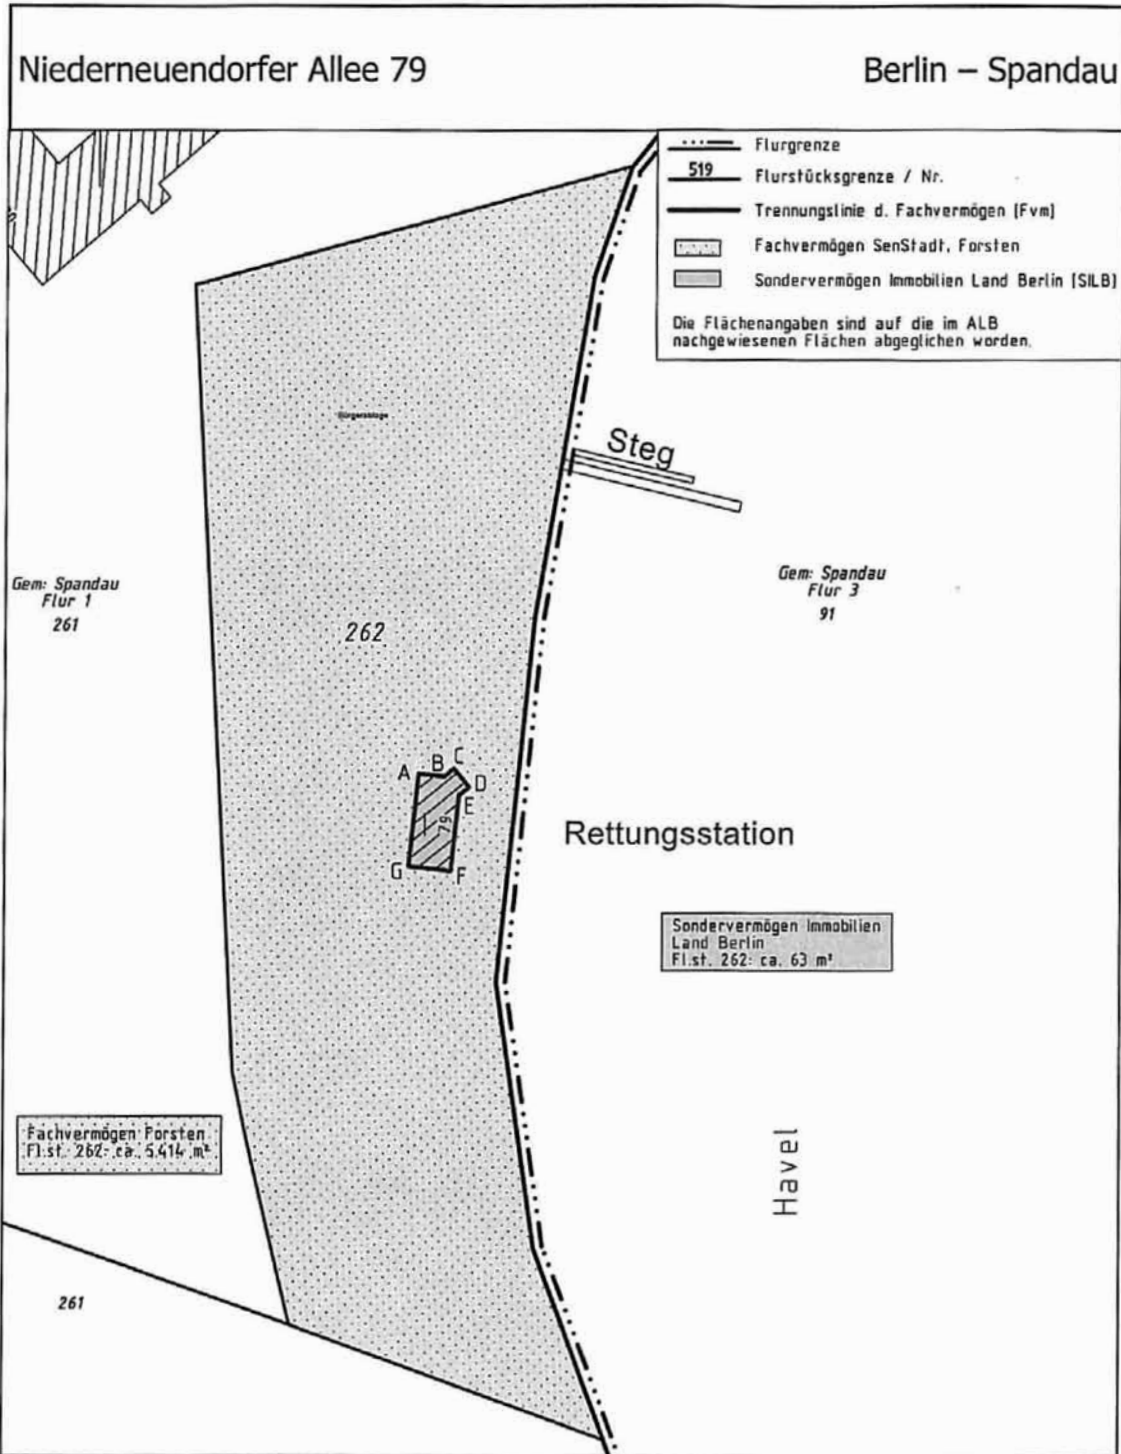 Niederneuendorfer Allee 79
Berlin – Spandau
Flurgrenze
519 Flurstücksgrenze / Nr.
Trennungslinie d. Fachvermögen (Fvm)
Fachvermögen SenStadt, Forsten
Sondervermögen Immobilien Land Berlin (SILB)
Die Flächenangaben sind auf die im ALB
nachgewiesenen Flächen abgeglichen worden.
Bürgerablage
Steg
Gem: Spandau
Flur 1
261
Gem: Spandau
Flur 3
91
262
A
B
C
D
E
F
G
I
79
Rettungsstation
Sondervermögen Immobilien
Land Berlin
Fl.st. 262: ca. 63 m²
Fachvermögen Forsten
Fl.st. 262: ca. 5.414 m²
Havel
261